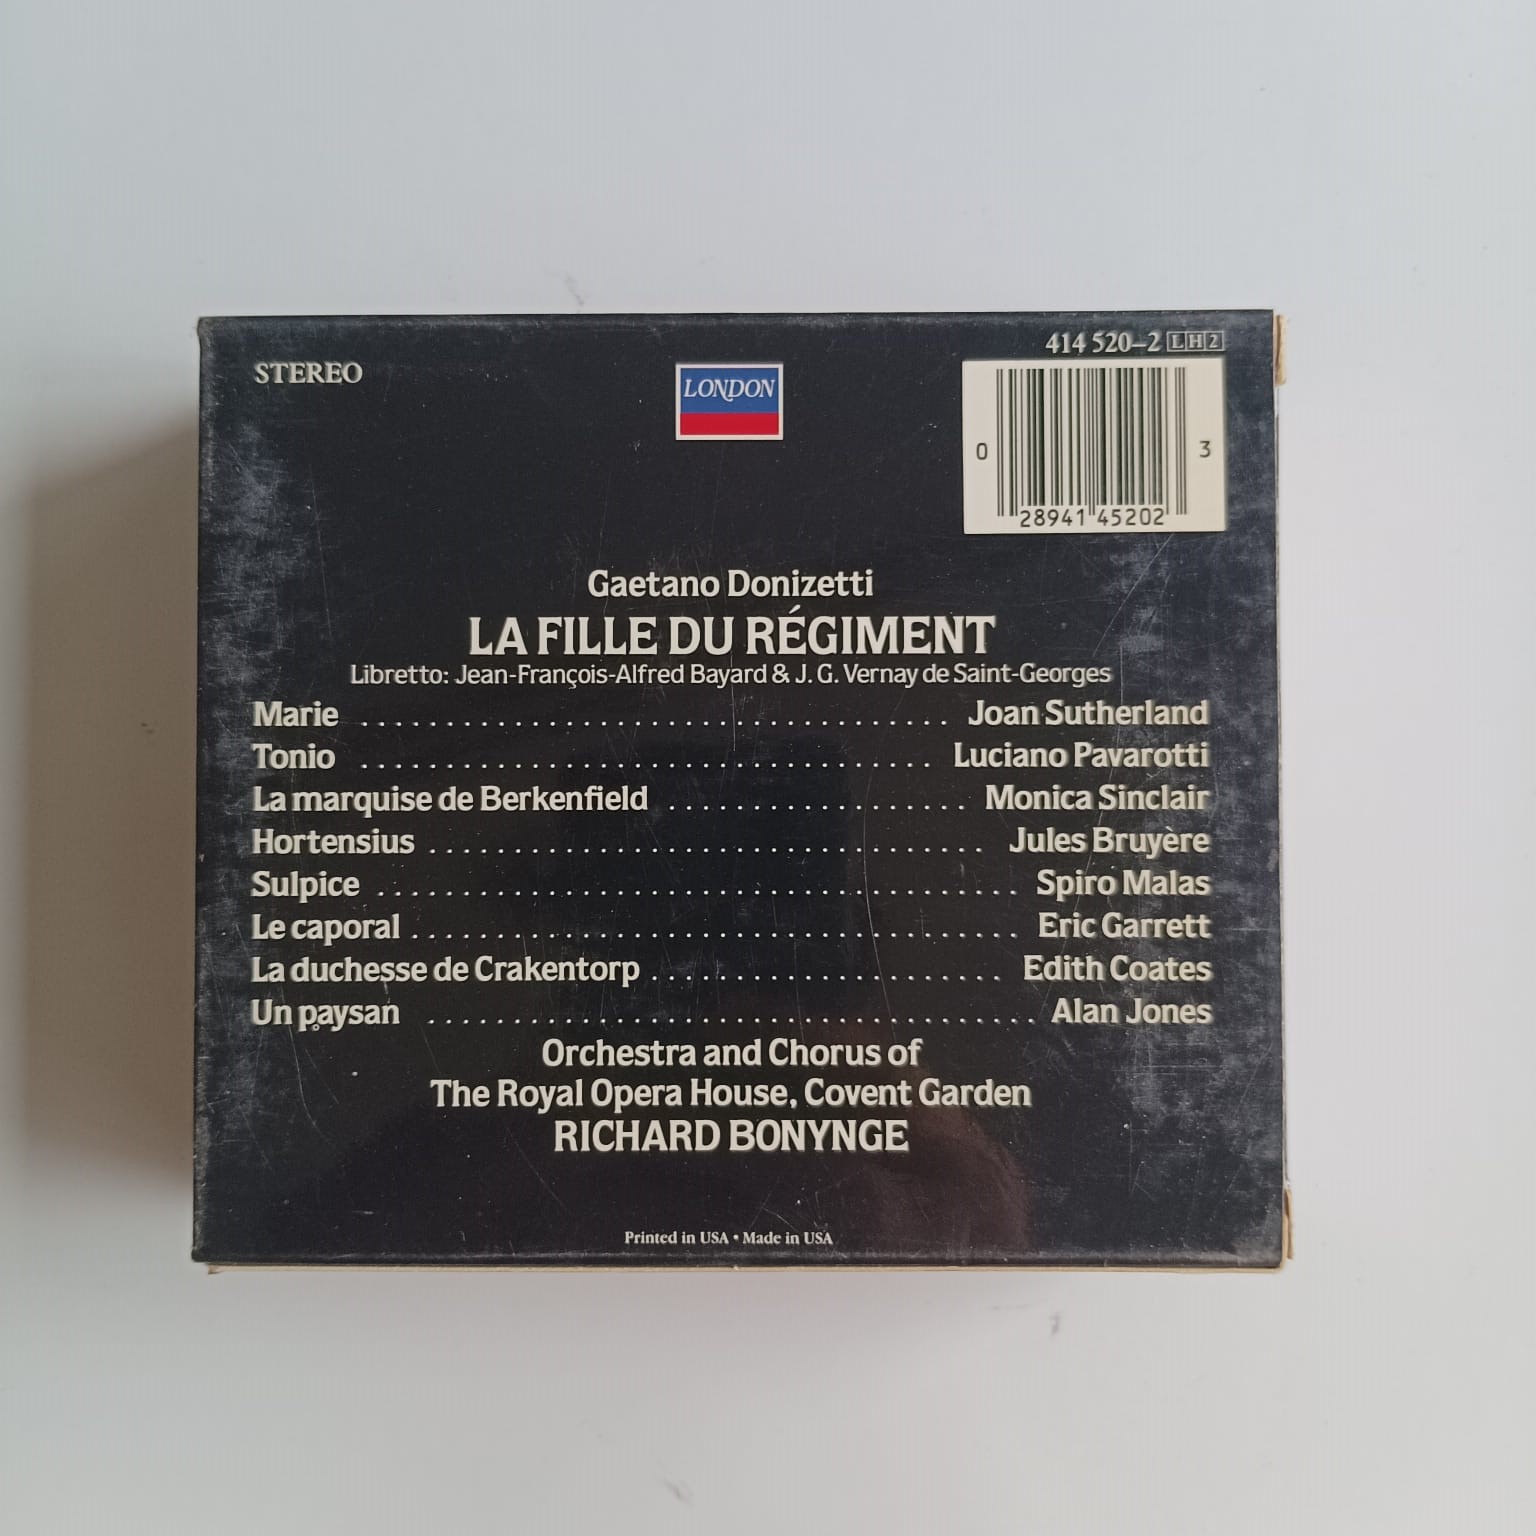 414 520–2 LH2
STEREO
LONDON
0 28941 45202 3
Gaetano Donizetti
LA FILLE DU RÉGIMENT
Libretto: Jean-François-Alfred Bayard & J. G. Vernay de Saint-Georges
Marie . . . . . . . . . . . . . . . . . . . . Joan Sutherland
Tonio . . . . . . . . . . . . . . . . . . . . Luciano Pavarotti
La marquise de Berkenfield . . . . . . . . . . Monica Sinclair
Hortensius . . . . . . . . . . . . . . . . . . Jules Bruyère
Sulpice . . . . . . . . . . . . . . . . . . . . Spiro Malas
Le caporal . . . . . . . . . . . . . . . . . . Eric Garrett
La duchesse de Crakentorp . . . . . . . . . . Edith Coates
Un paysan . . . . . . . . . . . . . . . . . . Alan Jones
Orchestra and Chorus of
The Royal Opera House, Covent Garden
RICHARD BONYNGE
Printed in USA • Made in USA